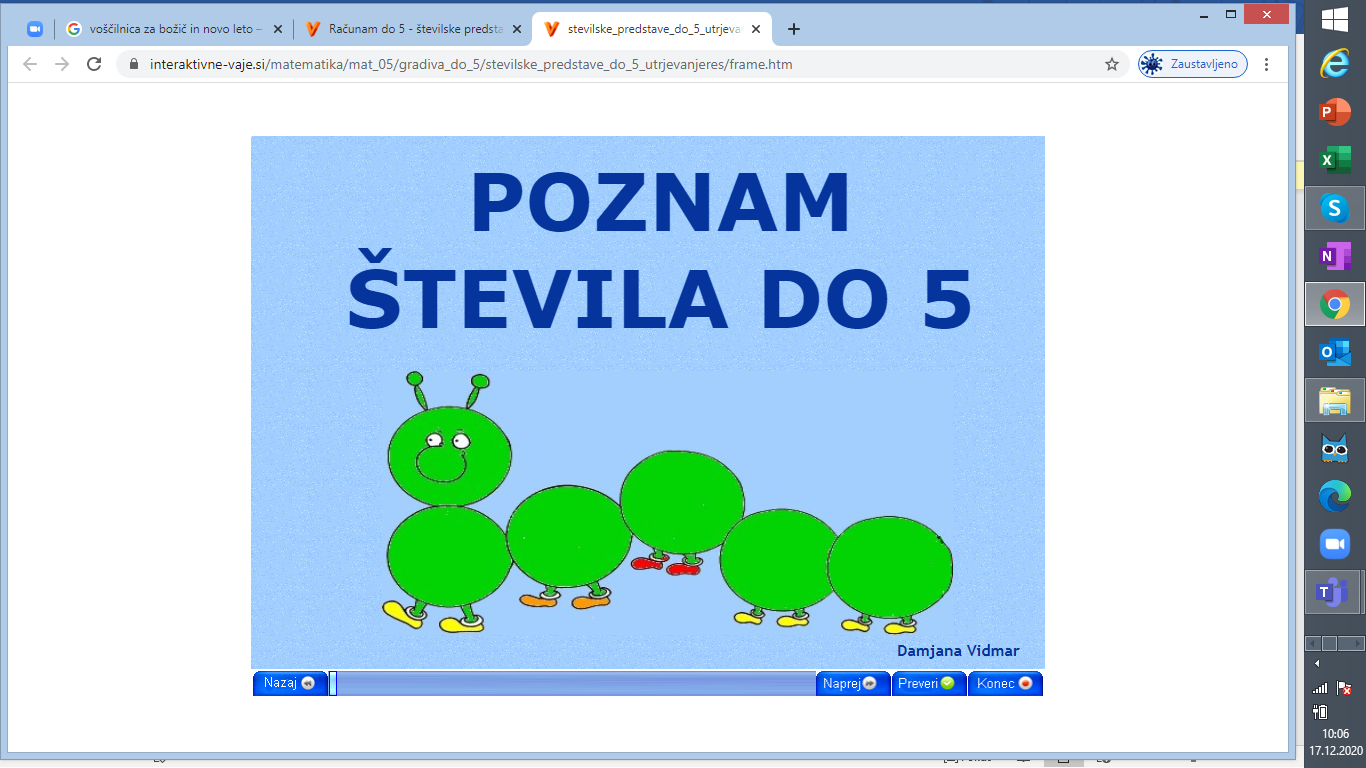 voščilnica za božič in novo leto –
Računam do 5 - številske predsta
stevilske_predstave_do_5_utrjeva
interaktivne-vaje.si/matematika/mat_05/gradiva_do_5/stevilske_predstave_do_5_utrjevanjeres/frame.htm
Zaustavljeno
POZNAM
ŠTEVILA DO 5
Damjana Vidmar
Nazaj
Naprej
Preveri
Konec
10:06
17.12.2020